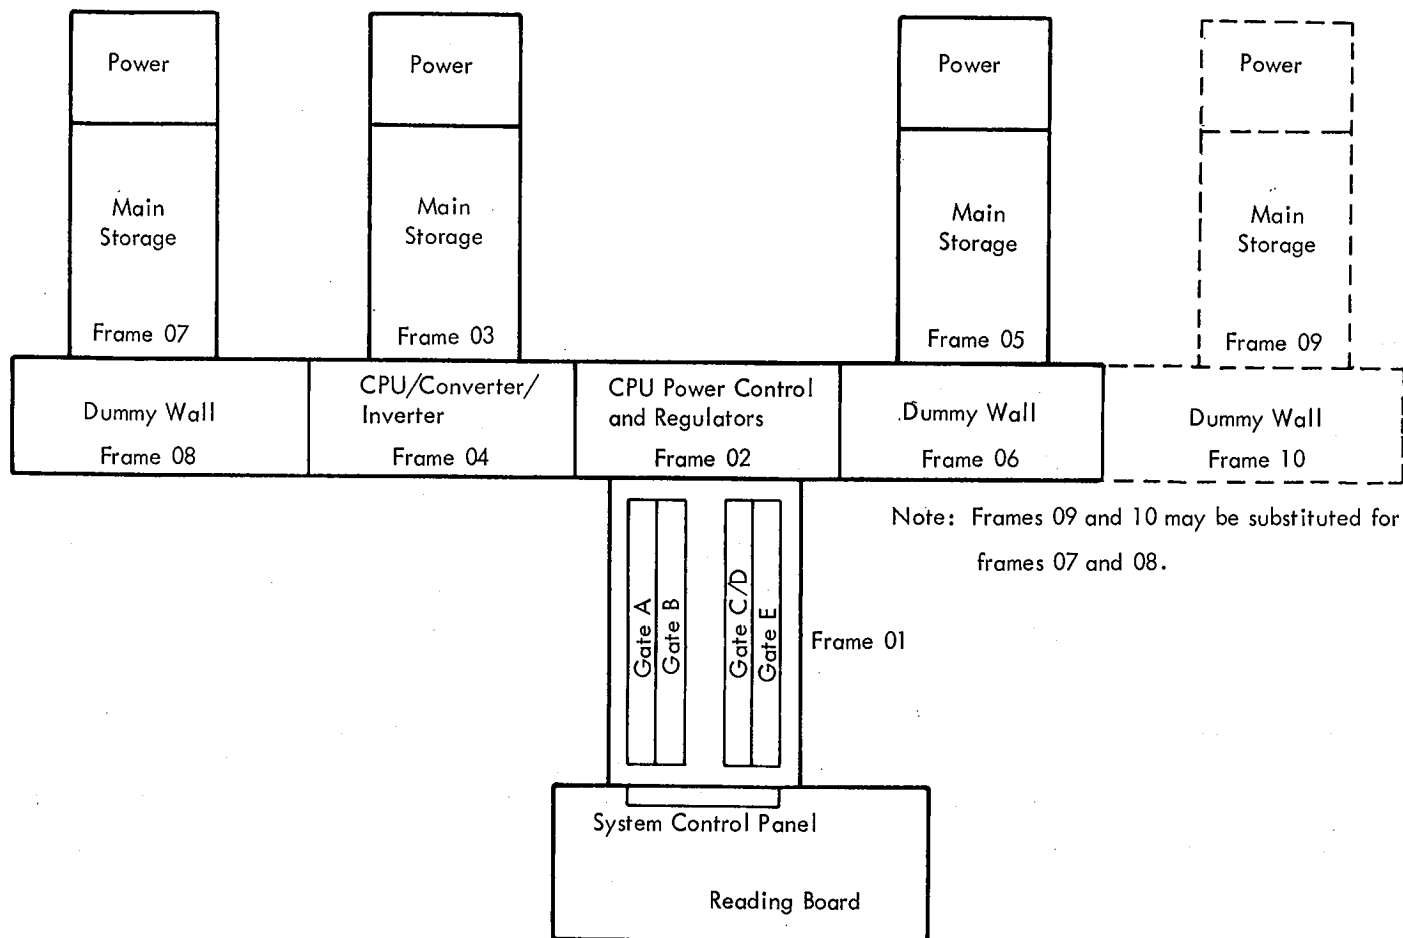 Power
Power
Power
Power
Main
Storage
Main
Storage
Main
Storage
Main
Storage
Frame 07
Frame 03
Frame 05
Frame 09
Dummy Wall
Frame 08
CPU/Converter/
Inverter
Frame 04
CPU Power Control
and Regulators
Frame 02
Dummy Wall
Frame 06
Dummy Wall
Frame 10
Note: Frames 09 and 10 may be substituted for
frames 07 and 08.
Gate A
Gate B
Gate C/D
Gate E
Frame 01
System Control Panel
Reading Board